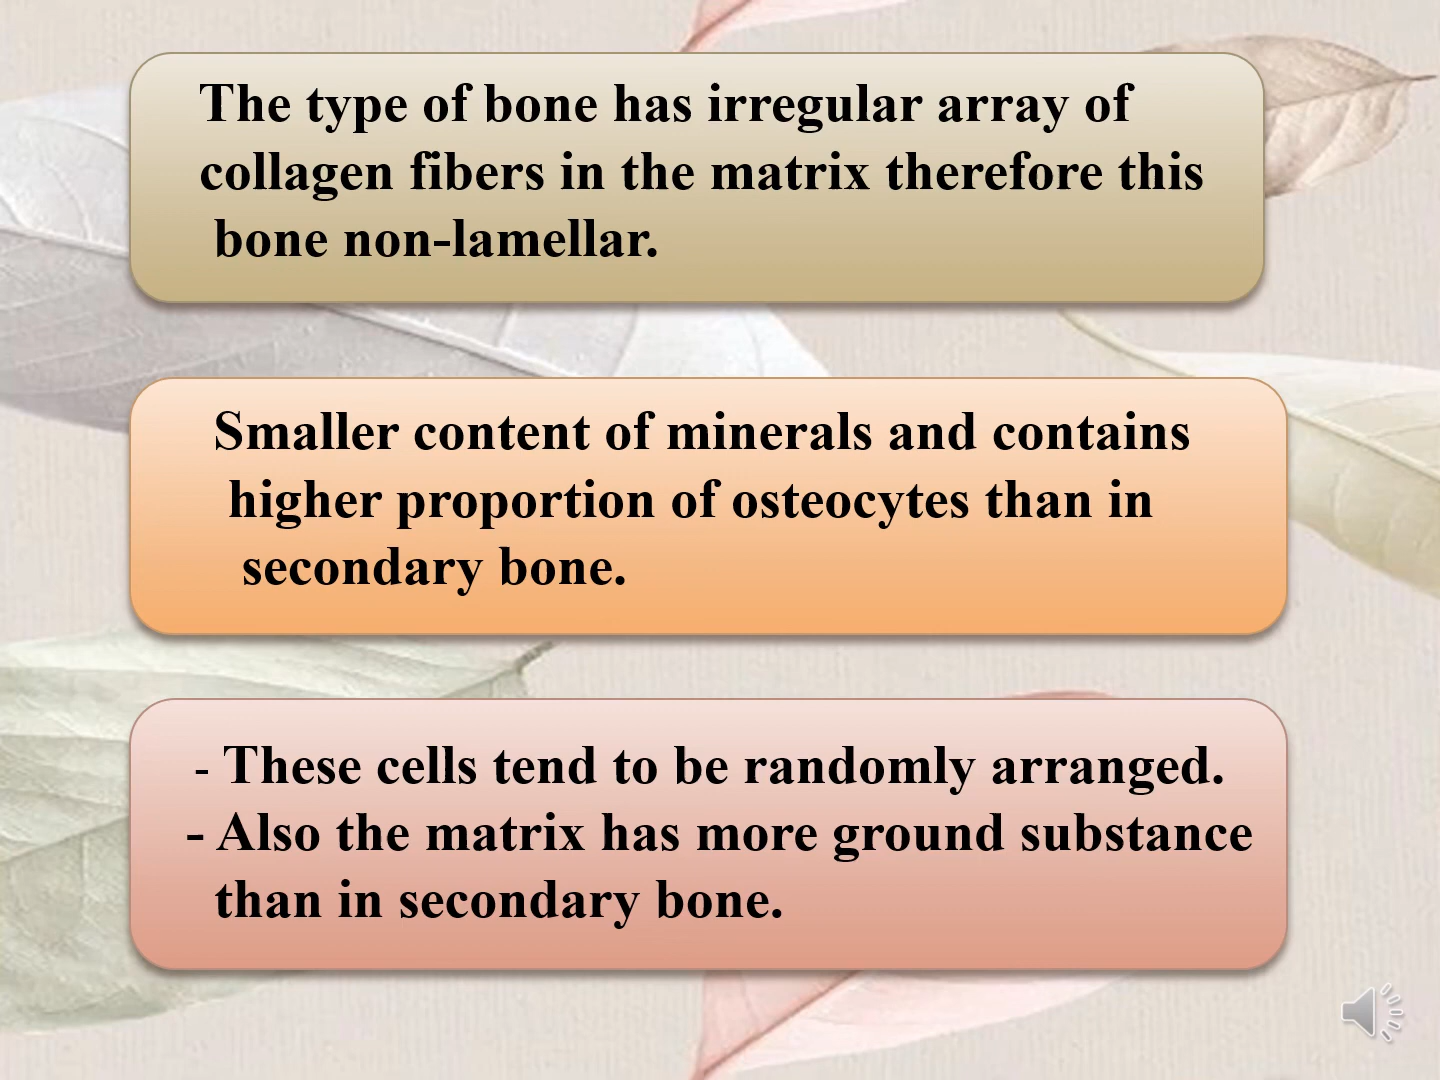 The type of bone has irregular array of
collagen fibers in the matrix therefore this
bone non-lamellar.
Smaller content of minerals and contains
higher proportion of osteocytes than in
secondary bone.
- These cells tend to be randomly arranged.
- Also the matrix has more ground substance
than in secondary bone.